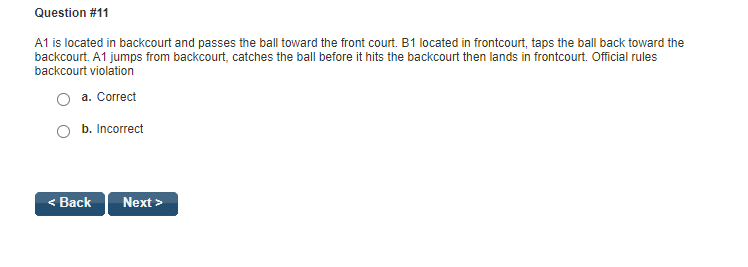 Question #11
A1 is located in backcourt and passes the ball toward the front court. B1 located in frontcourt, taps the ball back toward the
backcourt. A1 jumps from backcourt, catches the ball before it hits the backcourt then lands in frontcourt. Official rules
backcourt violation
a. Correct
b. Incorrect
< Back Next >